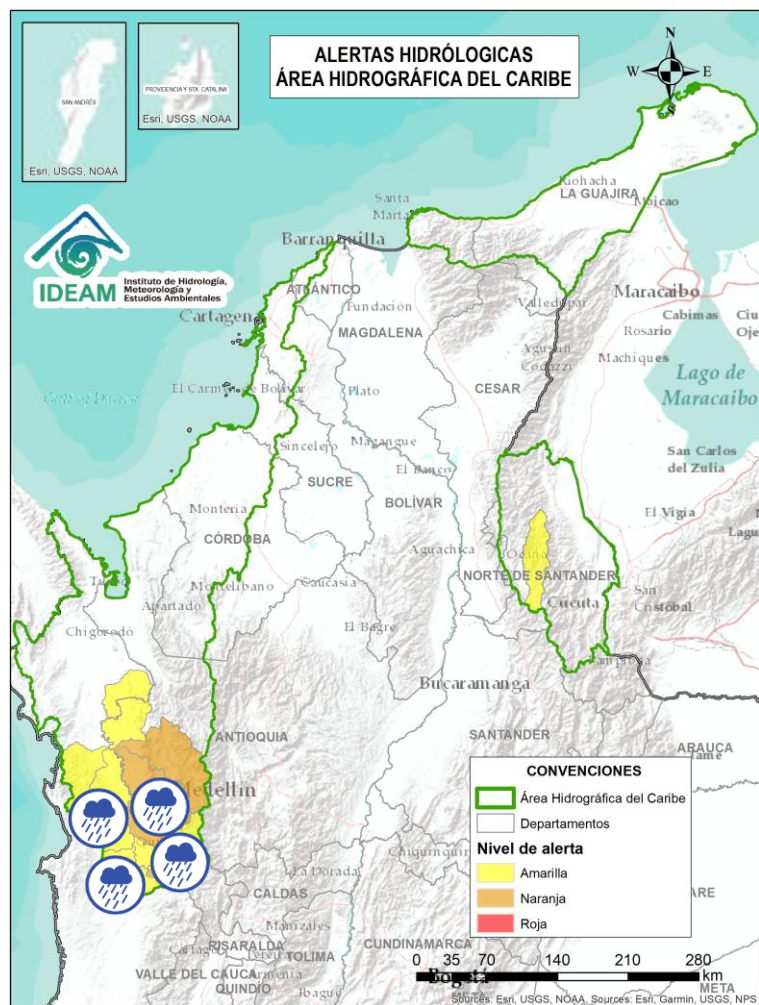 ALERTAS HIDRÓLOGICAS
ÁREA HIDROGRÁFICA DEL CARIBE
SAN ANDRÉS
Esri, USGS, NOAA
PROVIDENCIA Y STA. CATALINA
Esri, USGS, NOAA
N
W E
S
IDEAM
Instituto de Hidrología,
Meteorología y
Estudios Ambientales
Riohacha
LA GUAJIRA
Maicao
Santa
Marta
Barranquilla
ATLÁNTICO
Fundación
Valledupar
Maracaibo
Cabimas
Cartagena
MAGDALENA
Rosario
Agustín
Codazzi
Machiques
Lago de
Maracaibo
El Carmen de Bolívar
Plato
CESAR
Sincelejo
Magangué
San Carlos
del Zulia
SUCRE
El Banco
BOLÍVAR
Montería
El Vigía
CÓRDOBA
Aguachica
Ocaña
NORTE DE SANTANDER
Montelíbano
Caucasia
Cúcuta
San
Cristóbal
Apartado
Chigorodó
El Bagre
Pamplona
Bucaramanga
ANTIOQUIA
SANTANDER
ARAUCA
Medellín
CONVENCIONES
Área Hidrográfica del Caribe
Departamentos
Nivel de alerta
Amarilla
Naranja
Roja
La Dorada
CALDAS
Manizales
RISARALDA
Pereira
TOLIMA
CUNDINAMARCA
VALLE DEL CAUCA
Armenia
QUINDÍO
Ibagué
Bogotá
META
0 35 70 140 210 280
km
Sources: Esri, USGS, NOAA, Sources: Esri, Garmin, USGS, NPS